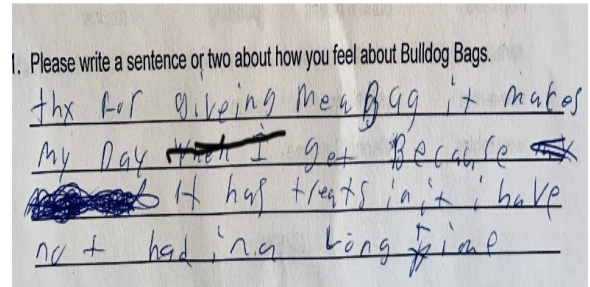 1. Please write a sentence or two about how you feel about Bulldog Bags.
thx for giveing me a Bag it makes
My Day when I get Because
It has treats in it i have
not had in a Long time